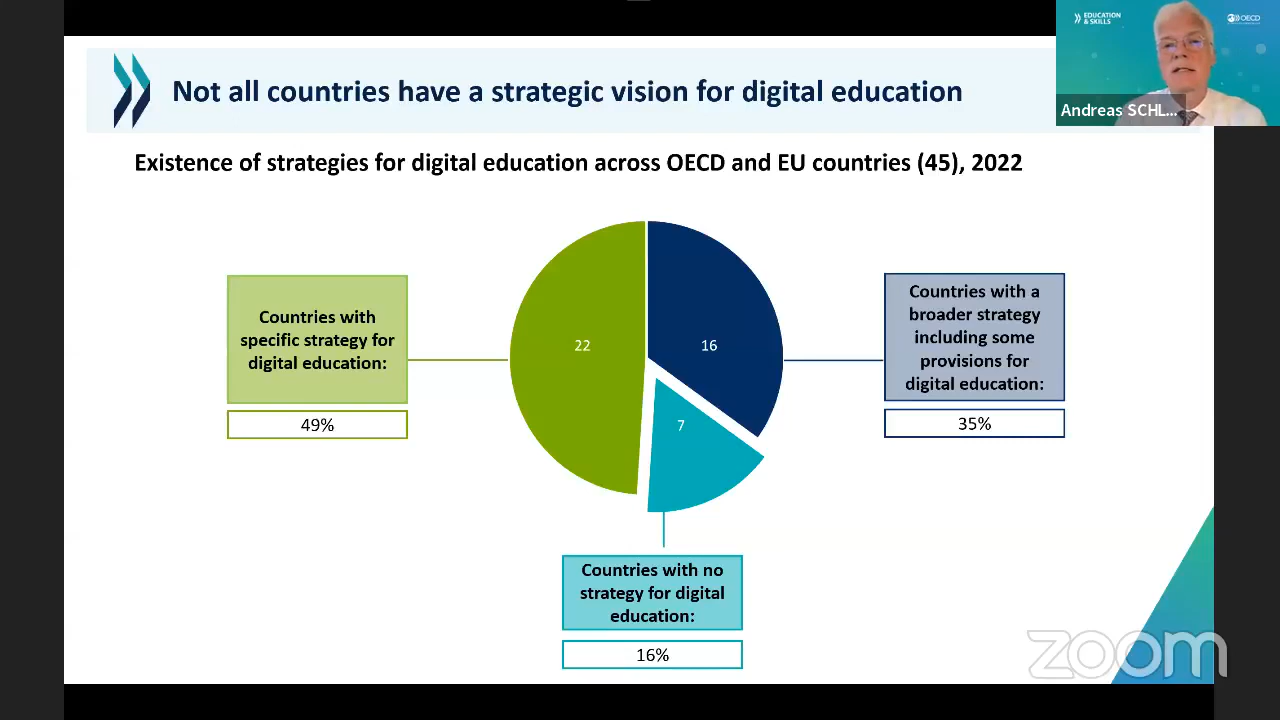 Not all countries have a strategic vision for digital education
EDUCATION
& SKILLS
OECD
Andreas SCHL...
Existence of strategies for digital education across OECD and EU countries (45), 2022
Countries with
specific strategy for
digital education:
49%
22
16
7
Countries with a
broader strategy
including some
provisions for
digital education:
35%
Countries with no
strategy for digital
education:
16%
zoom